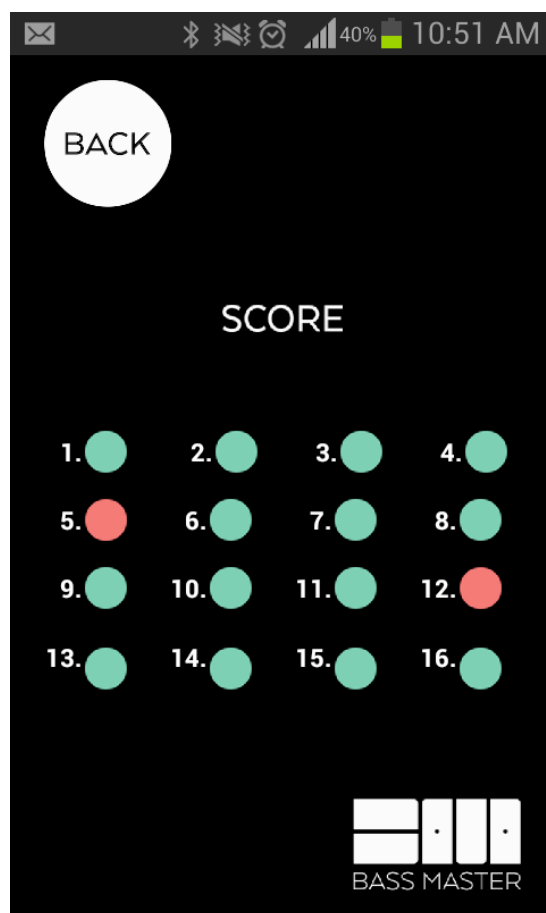 40% 10:51 AM
BACK
SCORE
1. 2. 3. 4.
5. 6. 7. 8.
9. 10. 11. 12.
13. 14. 15. 16.
BASS MASTER